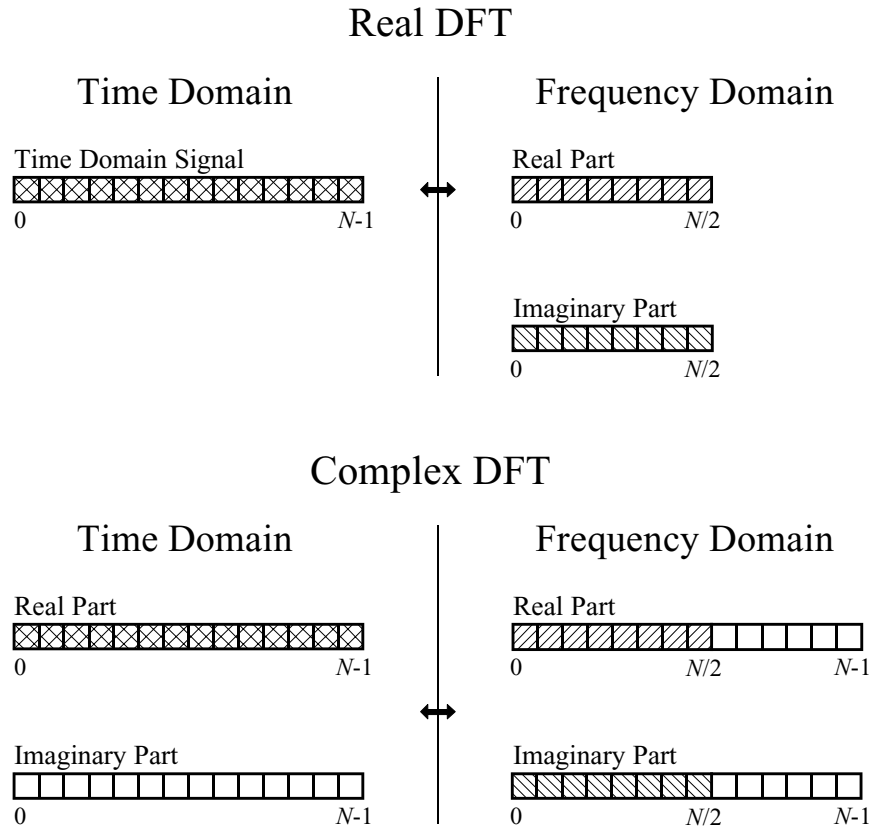 Real DFT
Time Domain
Frequency Domain
Time Domain Signal
0 N-1
Real Part
0 N/2
Imaginary Part
0 N/2
Complex DFT
Time Domain
Frequency Domain
Real Part
0 N-1
Real Part
0 N/2 N-1
Imaginary Part
0 N-1
Imaginary Part
0 N/2 N-1